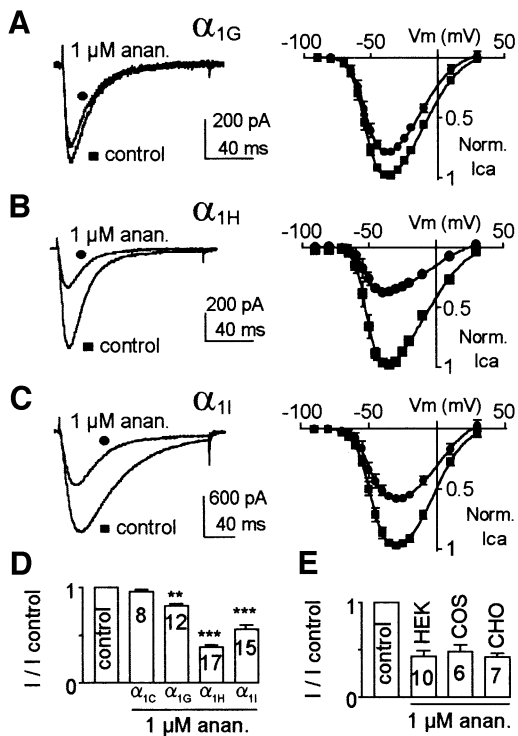 A
α1G
1 µM anan.
control
200 pA
40 ms
-100 -50 Vm (mV) 50
0.5
Norm.
Ica
1
B
α1H
1 µM anan.
control
200 pA
40 ms
-100 -50 Vm (mV) 50
0.5
Norm.
Ica
1
C
α1I
1 µM anan.
control
600 pA
40 ms
-100 -50 Vm (mV) 50
0.5
Norm.
Ica
1
D
I / I control
1
0
control
8
** 12
*** 17
*** 15
α1C α1G α1H α1I
1 µM anan.
E
I / I control
1
0
control
HEK COS CHO
10 6 7
1 µM anan.